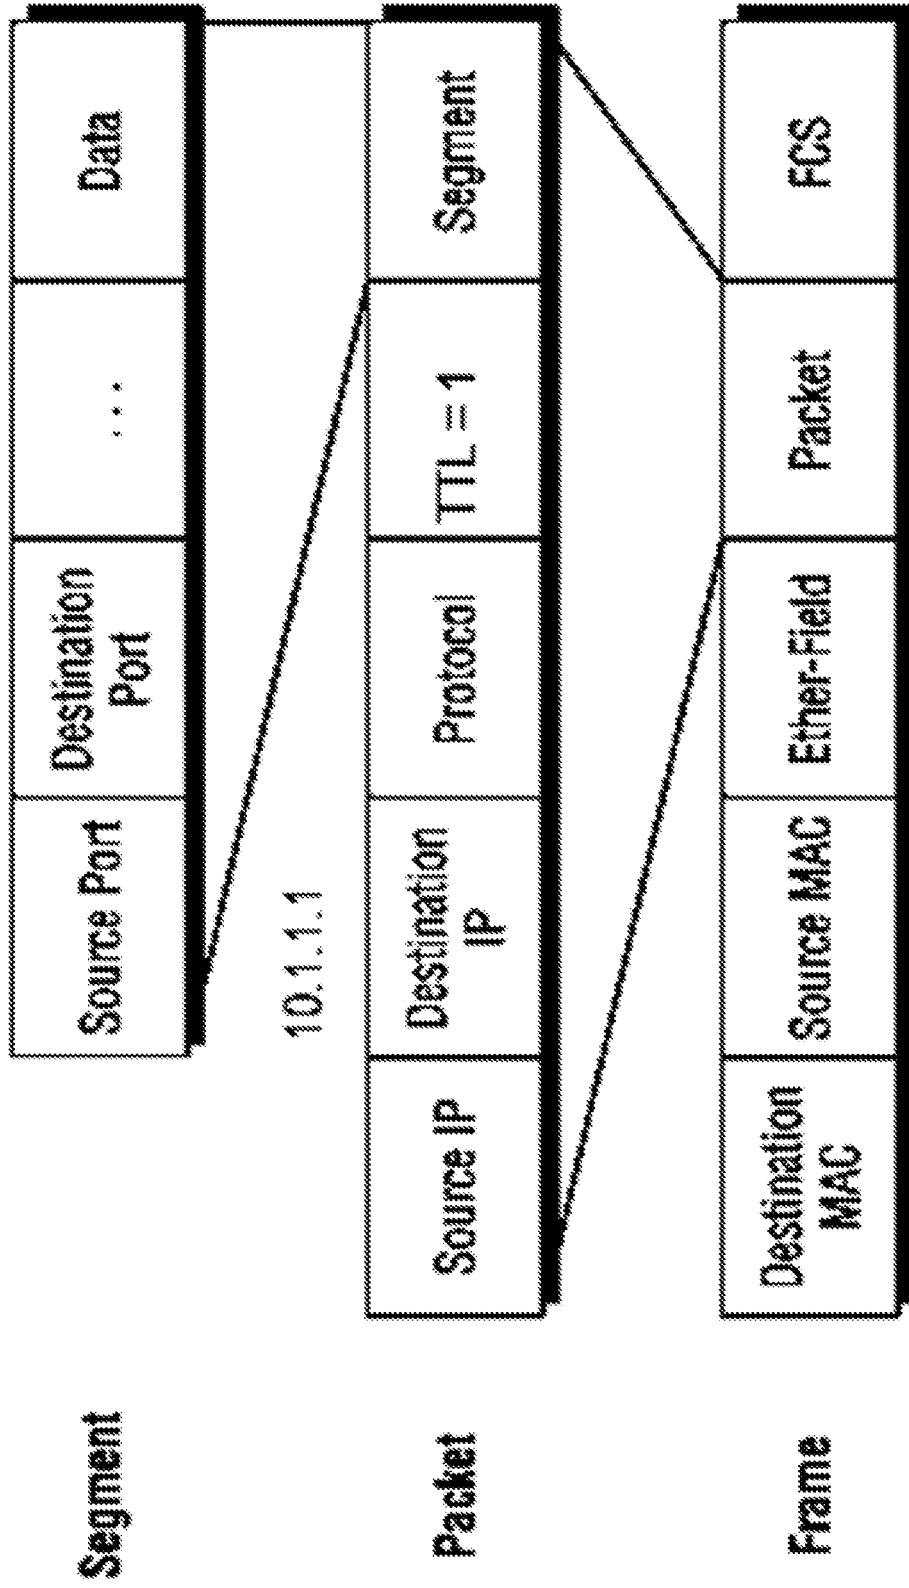 Segment
Source Port
Destination
Port
. . .
Data
10.1.1.1
Packet
Source IP
Destination
IP
Protocol
TTL = 1
Segment
Frame
Destination
MAC
Source MAC
Ether-Field
Packet
FCS